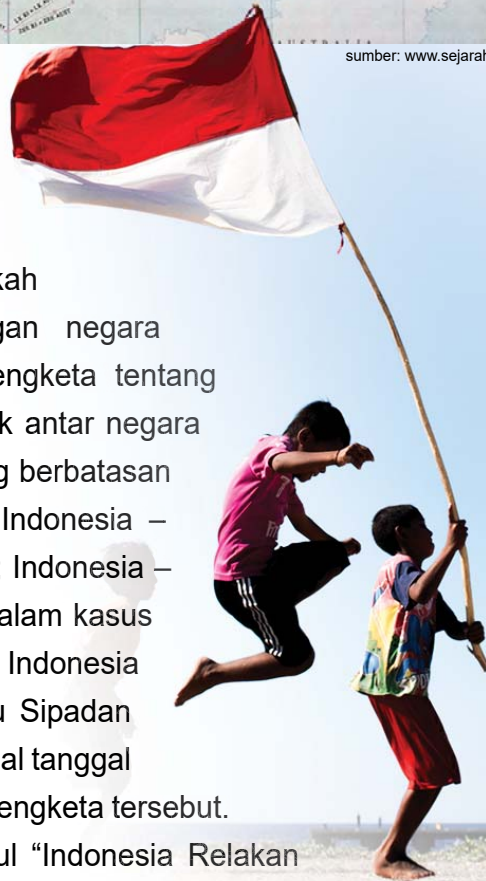 AUSTRALIA
sumber: www.sejarah
kah
gan negara
engketa tentang
k antar negara
g berbatasan
Indonesia –
Indonesia –
alam kasus
Indonesia
u Sipadan
al tanggal
engketa tersebut.
ul “Indonesia Relakan